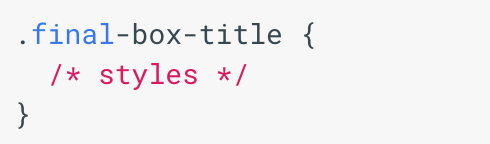 .final-box-title {
  /* styles */
}